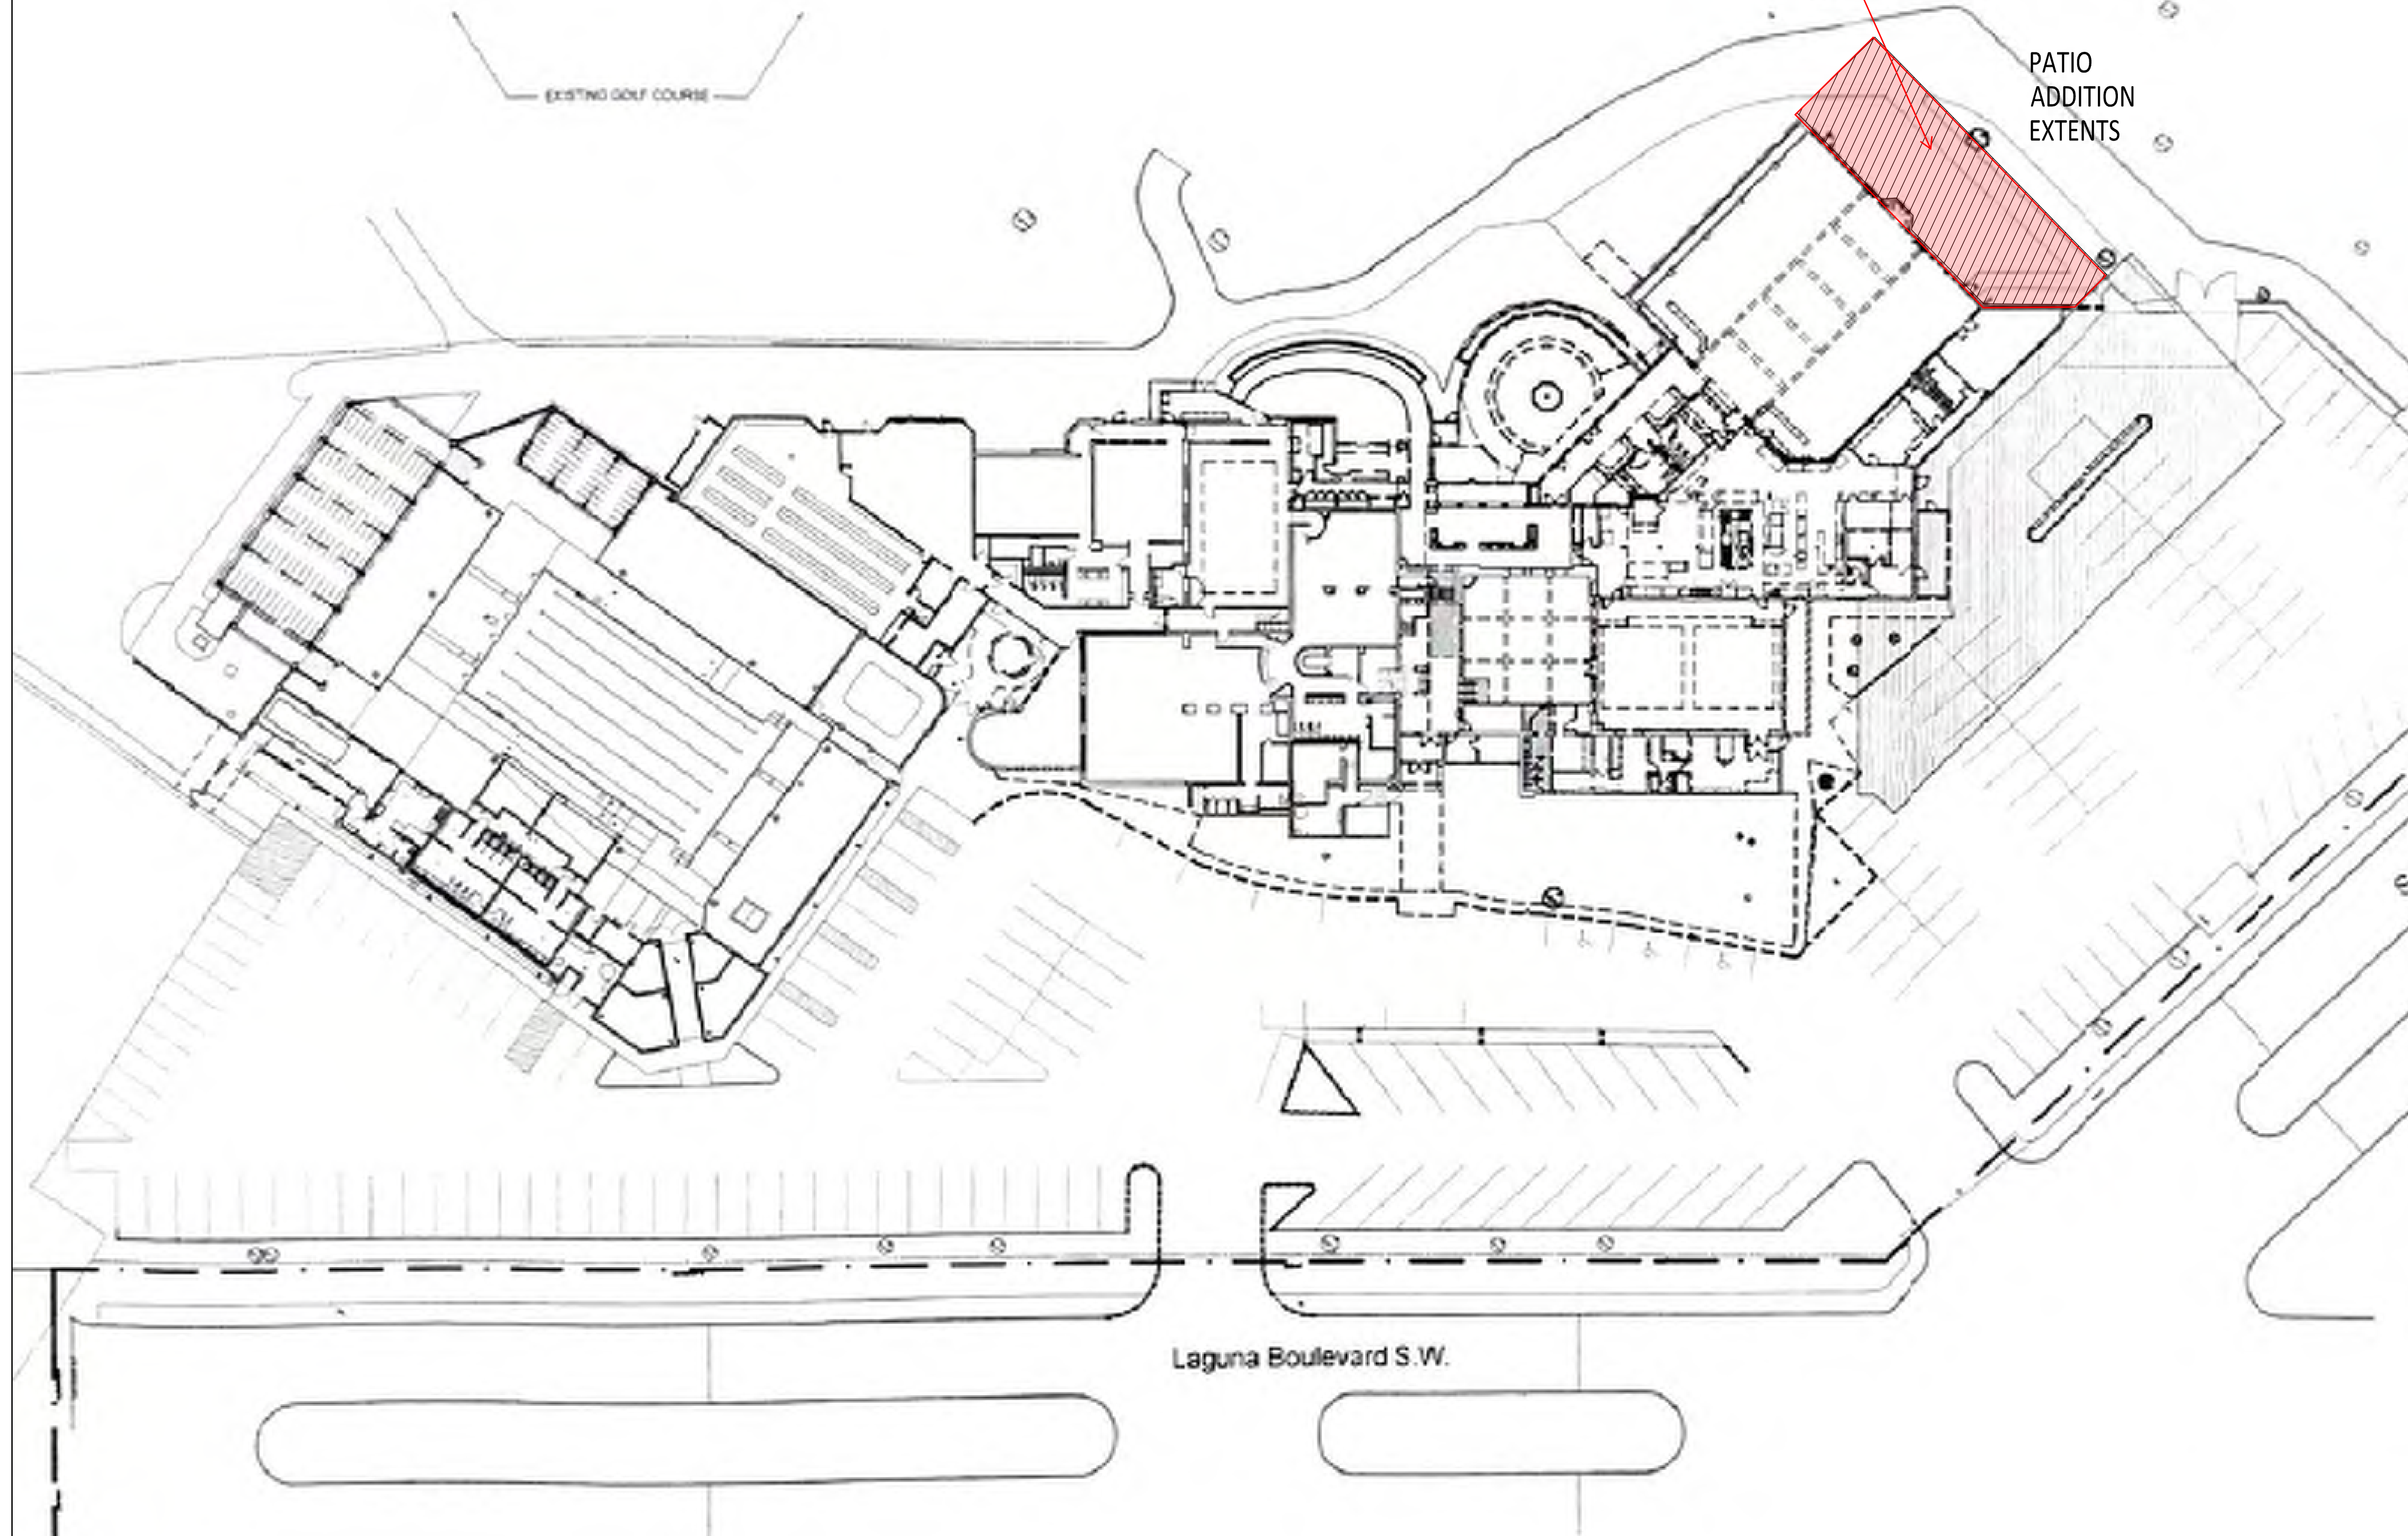 EXISTING GOLF COURSE
PATIO
ADDITION
EXTENTS
Laguna Boulevard S.W.